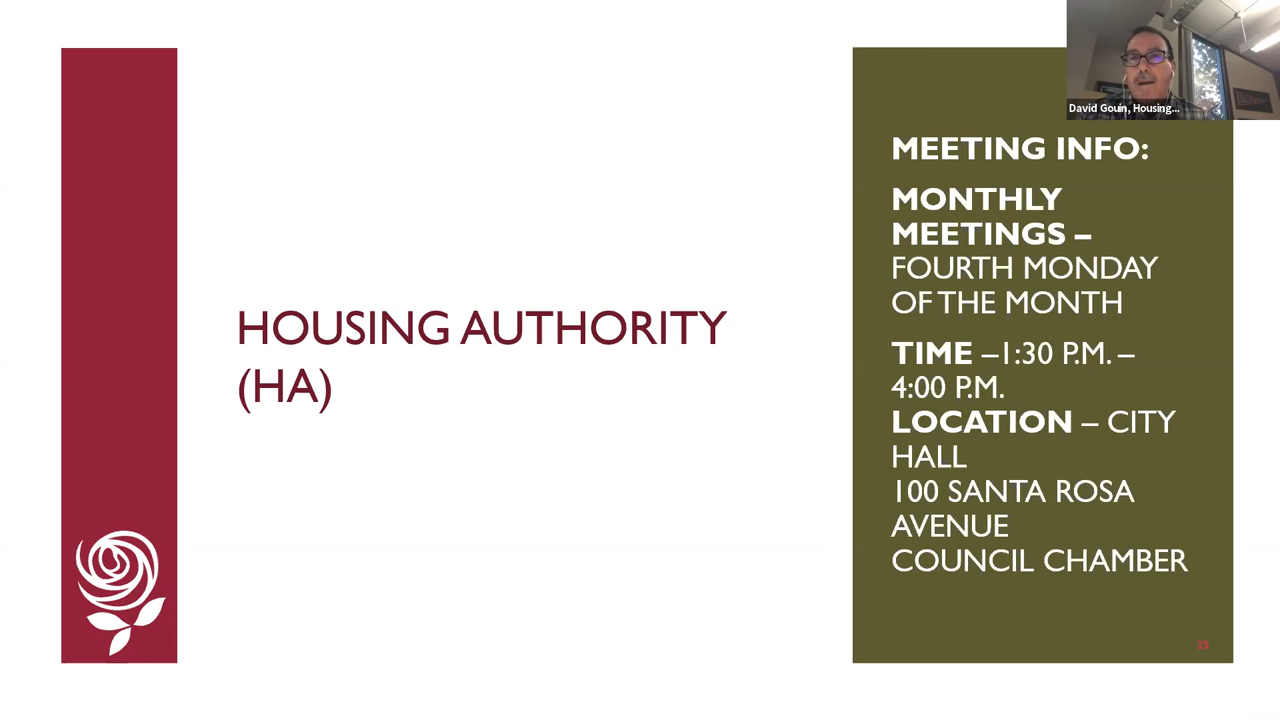 David Gouin, Housing...
MEETING INFO:
MONTHLY
MEETINGS –
FOURTH MONDAY
OF THE MONTH
HOUSING AUTHORITY
(HA)
TIME –1:30 P.M. –
4:00 P.M.
LOCATION – CITY
HALL
100 SANTA ROSA
AVENUE
COUNCIL CHAMBER
25